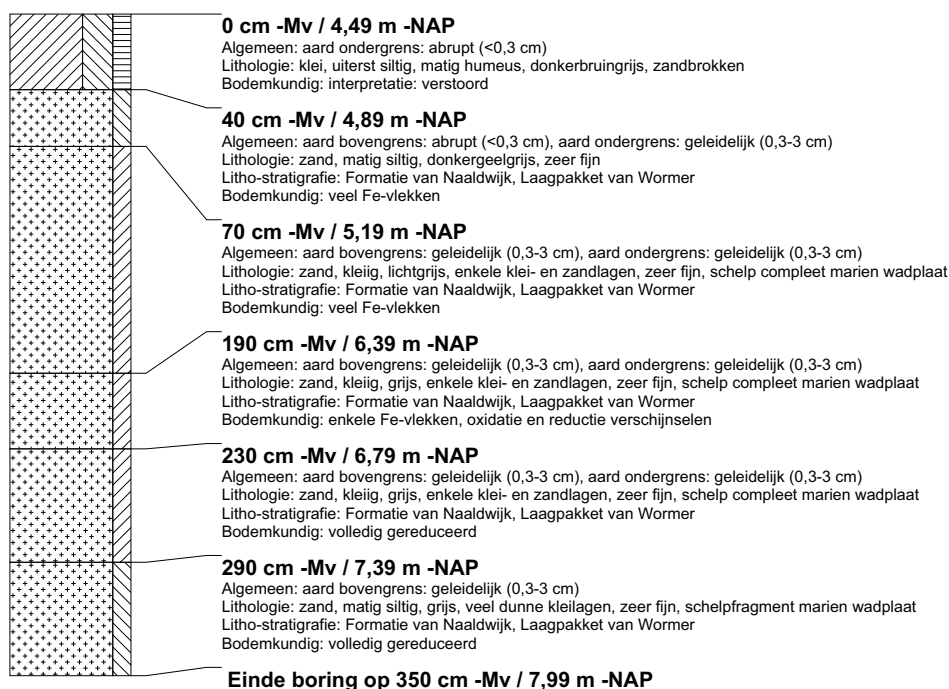 0 cm -Mv / 4,49 m -NAP
Algemeen: aard ondergrens: abrupt (<0,3 cm)
Lithologie: klei, uiterst siltig, matig humeus, donkerbruingrijs, zandbrokken
Bodemkundig: interpretatie: verstoord
40 cm -Mv / 4,89 m -NAP
Algemeen: aard bovengrens: abrupt (<0,3 cm), aard ondergrens: geleidelijk (0,3-3 cm)
Lithologie: zand, matig siltig, donkergeelgrijs, zeer fijn
Litho-stratigrafie: Formatie van Naaldwijk, Laagpakket van Wormer
Bodemkundig: veel Fe-vlekken
70 cm -Mv / 5,19 m -NAP
Algemeen: aard bovengrens: geleidelijk (0,3-3 cm), aard ondergrens: geleidelijk (0,3-3 cm)
Lithologie: zand, kleiig, lichtgrijs, enkele klei- en zandlagen, zeer fijn, schelp compleet marien wadplaat
Litho-stratigrafie: Formatie van Naaldwijk, Laagpakket van Wormer
Bodemkundig: veel Fe-vlekken
190 cm -Mv / 6,39 m -NAP
Algemeen: aard bovengrens: geleidelijk (0,3-3 cm), aard ondergrens: geleidelijk (0,3-3 cm)
Lithologie: zand, kleiig, grijs, enkele klei- en zandlagen, zeer fijn, schelp compleet marien wadplaat
Litho-stratigrafie: Formatie van Naaldwijk, Laagpakket van Wormer
Bodemkundig: enkele Fe-vlekken, oxidatie en reductie verschijnselen
230 cm -Mv / 6,79 m -NAP
Algemeen: aard bovengrens: geleidelijk (0,3-3 cm), aard ondergrens: geleidelijk (0,3-3 cm)
Lithologie: zand, kleiig, grijs, enkele klei- en zandlagen, zeer fijn, schelp compleet marien wadplaat
Litho-stratigrafie: Formatie van Naaldwijk, Laagpakket van Wormer
Bodemkundig: volledig gereduceerd
290 cm -Mv / 7,39 m -NAP
Algemeen: aard bovengrens: geleidelijk (0,3-3 cm)
Lithologie: zand, matig siltig, grijs, veel dunne kleilagen, zeer fijn, schelpfragment marien wadplaat
Litho-stratigrafie: Formatie van Naaldwijk, Laagpakket van Wormer
Bodemkundig: volledig gereduceerd
Einde boring op 350 cm -Mv / 7,99 m -NAP